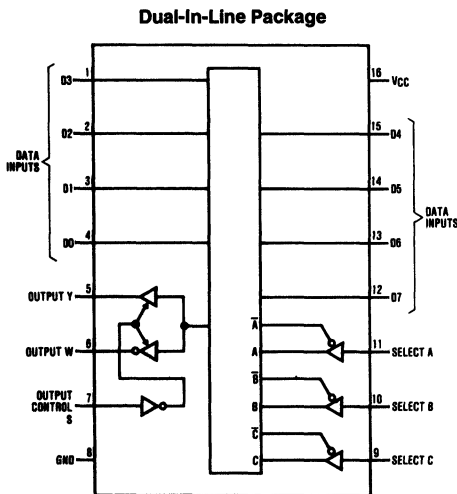 Dual-In-Line Package
D3
1
16
VCC
D2
2
15
D4
DATA
INPUTS
D1
3
14
D5
DATA
INPUTS
D0
4
13
D6
OUTPUT Y
5
12
D7
A
OUTPUT W
6
A
11
SELECT A
B
OUTPUT
CONTROL
S
7
B
10
SELECT B
C
GND
8
C
9
SELECT C